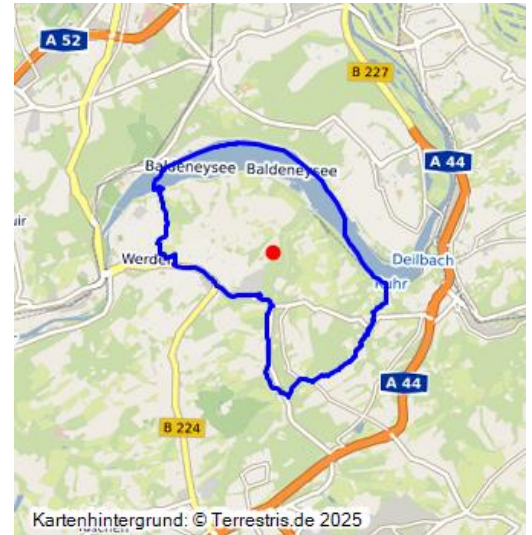 A 52
B 227
A 44
Baldeneysee Baldeneysee
Deilbach
Werden
Ruhr
A 44
B 224
Kartenhintergrund: © Terrestris.de 2025